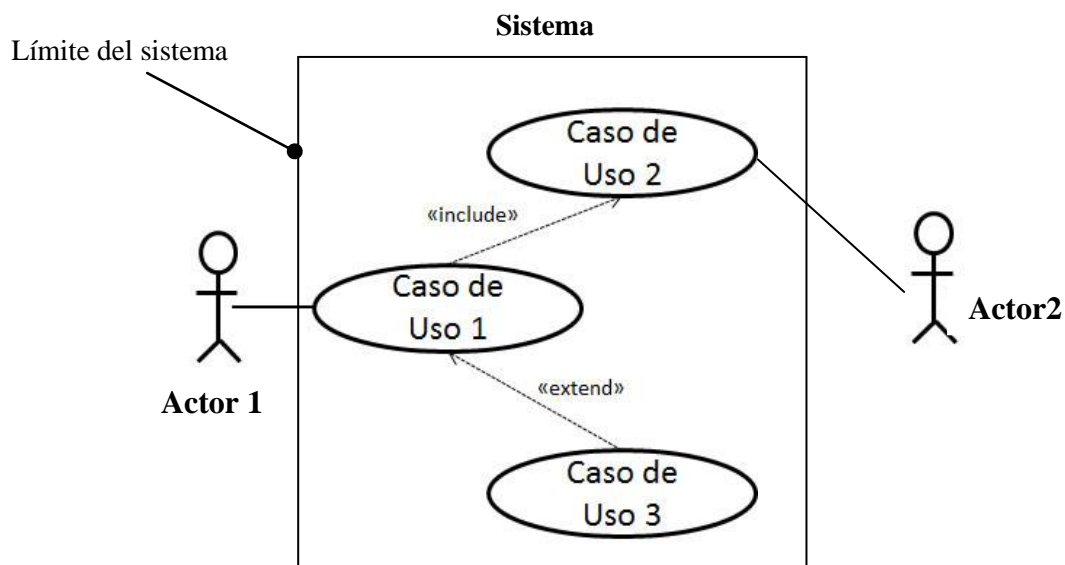 Sistema
Límite del sistema
Caso de
Uso 2
«include»
Caso de
Uso 1
Actor2
«extend»
Actor 1
Caso de
Uso 3